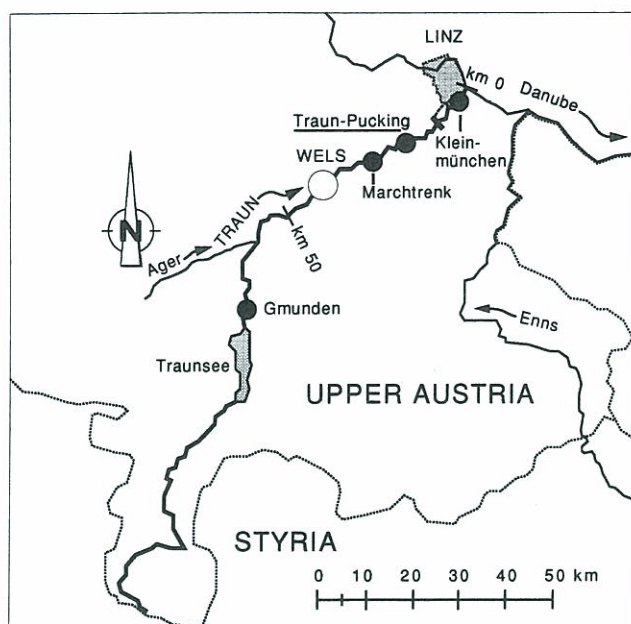 LINZ
km 0
Danube
Traun-Pucking
Klein-
münchen
WELS
Marchtrenk
TRAUN
N
km 50
Ager
Gmunden
Enns
Traunsee
UPPER AUSTRIA
STYRIA
0 10 20 30 40 50 km